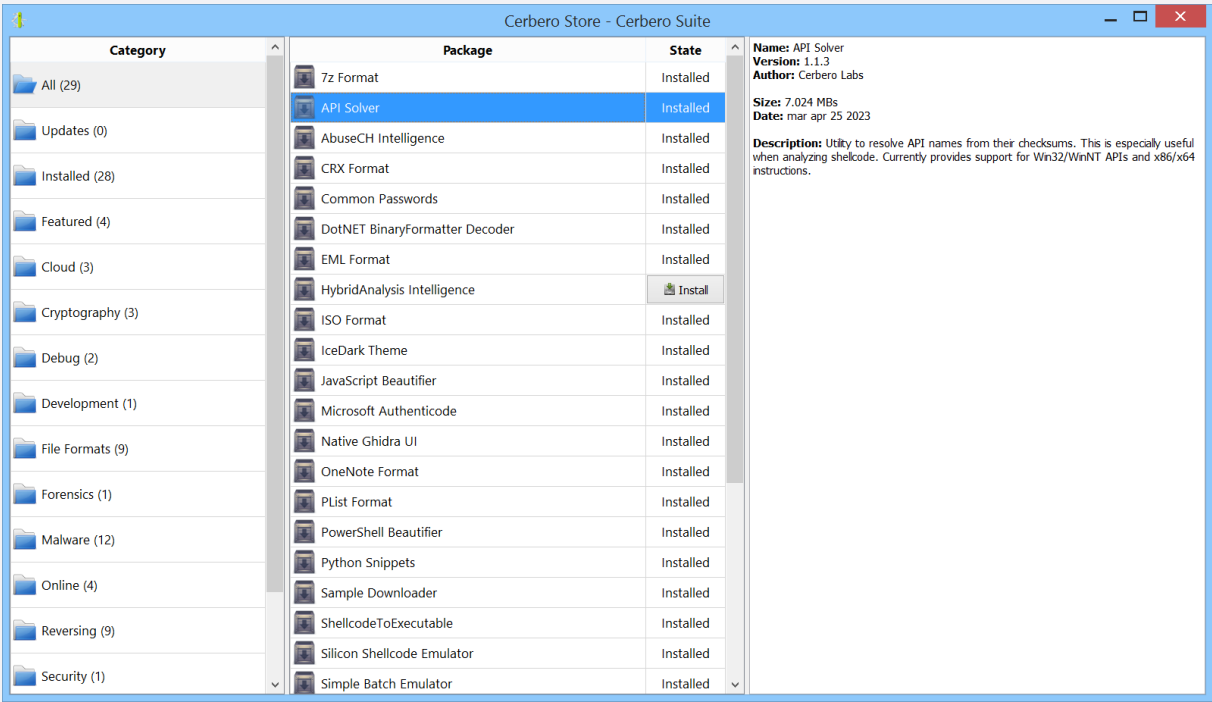 Cerbero Store - Cerbero Suite
Category
All (29)
Updates (0)
Installed (28)
Featured (4)
Cloud (3)
Cryptography (3)
Debug (2)
Development (1)
File Formats (9)
Forensics (1)
Malware (12)
Online (4)
Reversing (9)
Security (1)
Package State
7z Format Installed
API Solver Installed
AbuseCH Intelligence Installed
CRX Format Installed
Common Passwords Installed
DotNET BinaryFormatter Decoder Installed
EML Format Installed
HybridAnalysis Intelligence Install
ISO Format Installed
IceDark Theme Installed
JavaScript Beautifier Installed
Microsoft Authenticode Installed
Native Ghidra UI Installed
OneNote Format Installed
PList Format Installed
PowerShell Beautifier Installed
Python Snippets Installed
Sample Downloader Installed
ShellcodeToExecutable Installed
Silicon Shellcode Emulator Installed
Simple Batch Emulator Installed
Name: API Solver
Version: 1.1.3
Author: Cerbero Labs
Size: 7.024 MBs
Date: mar apr 25 2023
Description: Utility to resolve API names from their checksums. This is especially useful
when analyzing shellcode. Currently provides support for Win32/WinNT APIs and x86/x64
instructions.